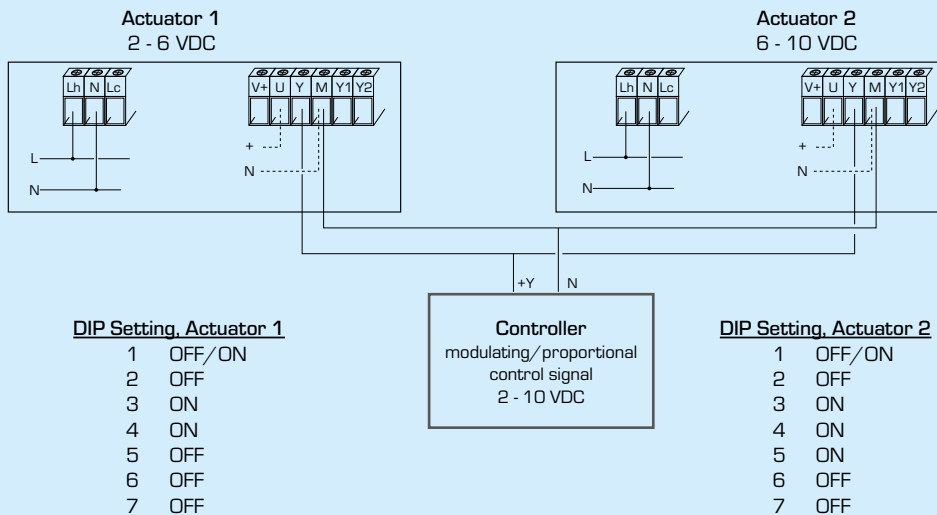 Actuator 1
2 - 6 VDC
Lh N Lc
V+ U Y M Y1 Y2
+
L
N
N
Actuator 2
6 - 10 VDC
Lh N Lc
V+ U Y M Y1 Y2
+
L
N
N
+Y N
Controller
modulating/proportional
control signal
2 - 10 VDC
DIP Setting, Actuator 1
1 OFF/ON
2 OFF
3 ON
4 ON
5 OFF
6 OFF
7 OFF
DIP Setting, Actuator 2
1 OFF/ON
2 OFF
3 ON
4 ON
5 ON
6 OFF
7 OFF